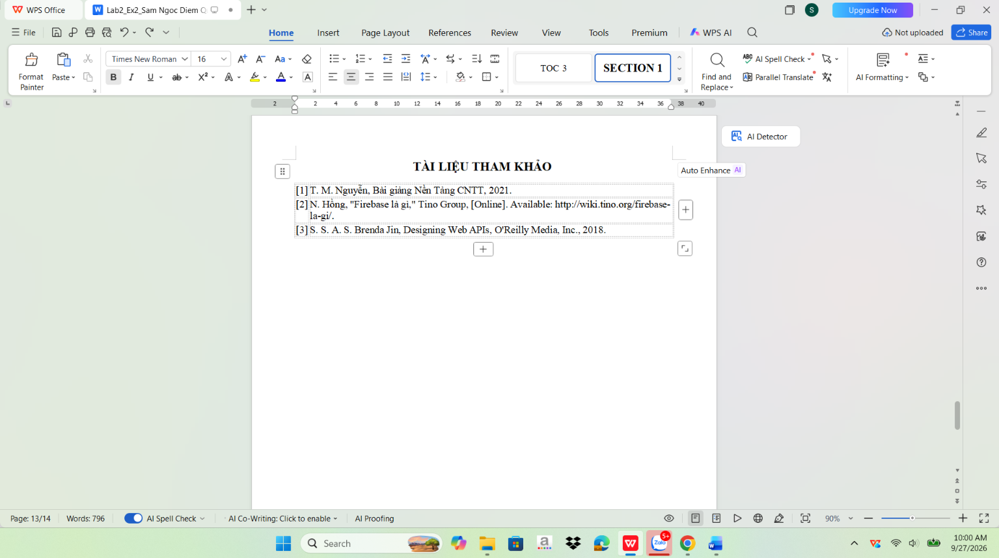 WPS Office
Lab2_Ex2_Sam Ngoc Diem Q
S
Upgrade Now
File
Home
Insert
Page Layout
References
Review
View
Tools
Premium
WPS AI
Not uploaded
Share
Format Painter
Paste
Times New Roman
16
TOC 3
SECTION 1
Find and Replace
AI Spell Check
Parallel Translate
AI Formatting
2 2 4 6 8 10 12 14 16 18 20 22 24 26 28 30 32 34 36 38 40
AI Detector
Auto Enhance AI
TÀI LIỆU THAM KHẢO
[1] T. M. Nguyễn, Bài giảng Nền Tảng CNTT, 2021.
[2] N. Hồng, "Firebase là gì," Tino Group, [Online]. Available: http://wiki.tino.org/firebase-
la-gi/.
[3] S. S. A. S. Brenda Jin, Designing Web APIs, O'Reilly Media, Inc., 2018.
Page: 13/14
Words: 796
AI Spell Check
AI Co-Writing: Click to enable
AI Proofing
90%
Search
Zalo
5+
10:00 AM
9/27/2026